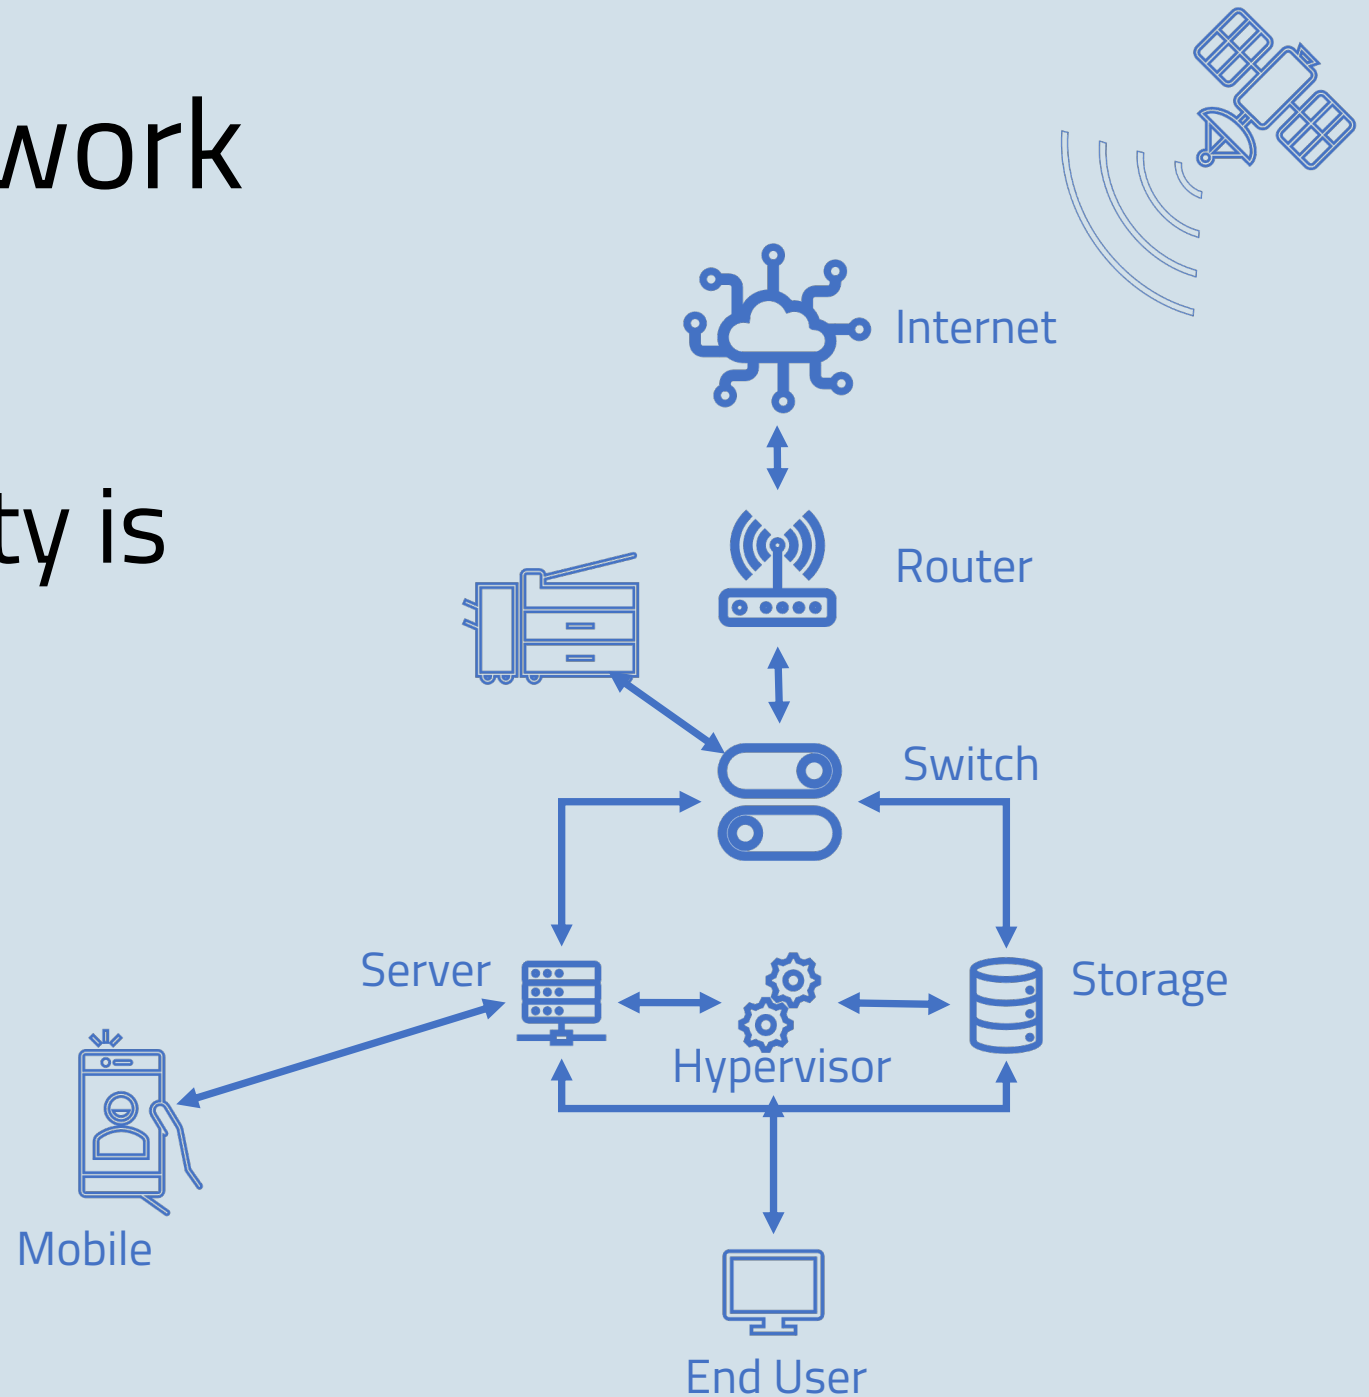 work
Internet
ty is
Router
Switch
Server
Storage
Hypervisor
Mobile
End User